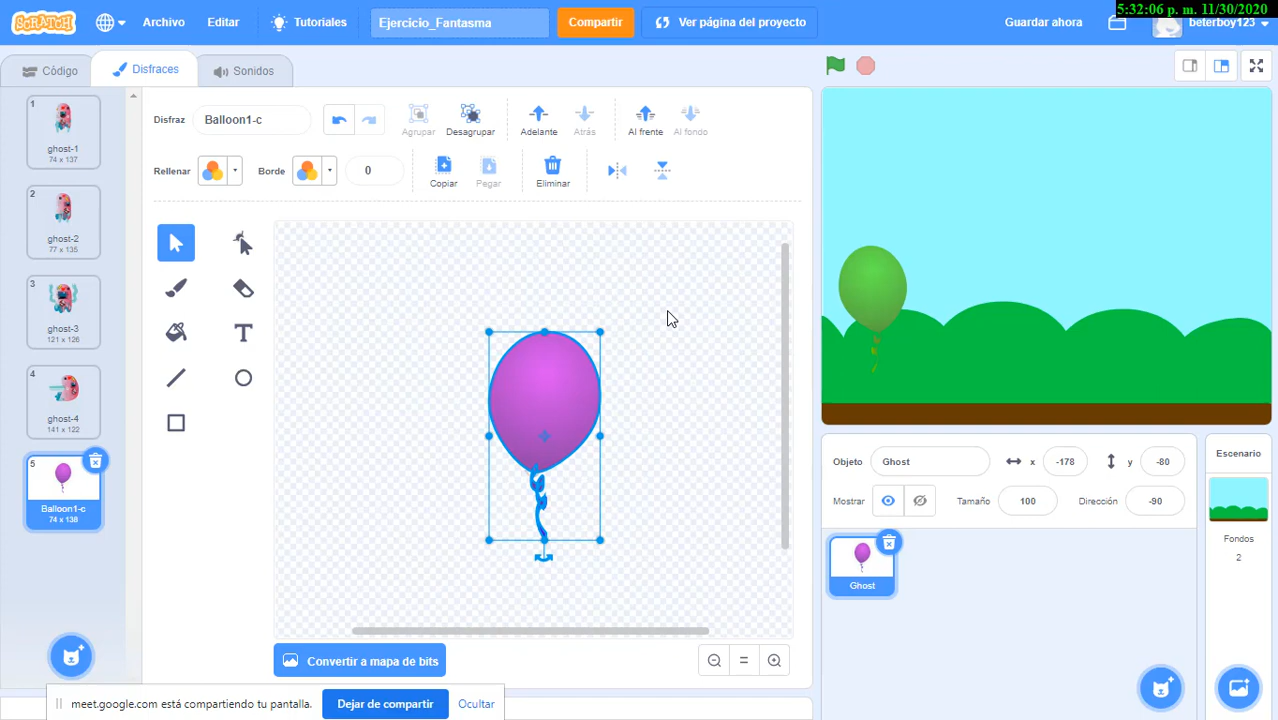 5:32:06 p. m. 11/30/2020
SCRATCH
Archivo
Editar
Tutoriales
Ejercicio_Fantasma
Compartir
Ver página del proyecto
Guardar ahora
beterboy123
Código
Disfraces
Sonidos
Disfraz
Balloon1-c
Agrupar
Desagrupar
Adelante
Atrás
Al frente
Al fondo
Rellenar
Borde
0
Copiar
Pegar
Eliminar
1
ghost-1
74 x 137
2
ghost-2
77 x 135
3
ghost-3
121 x 126
4
ghost-4
141 x 122
5
Balloon1-c
74 x 138
T
Convertir a mapa de bits
Objeto
Ghost
x
-178
y
-80
Mostrar
Tamaño
100
Dirección
-90
Ghost
Escenario
Fondos
2
meet.google.com está compartiendo tu pantalla.
Dejar de compartir
Ocultar